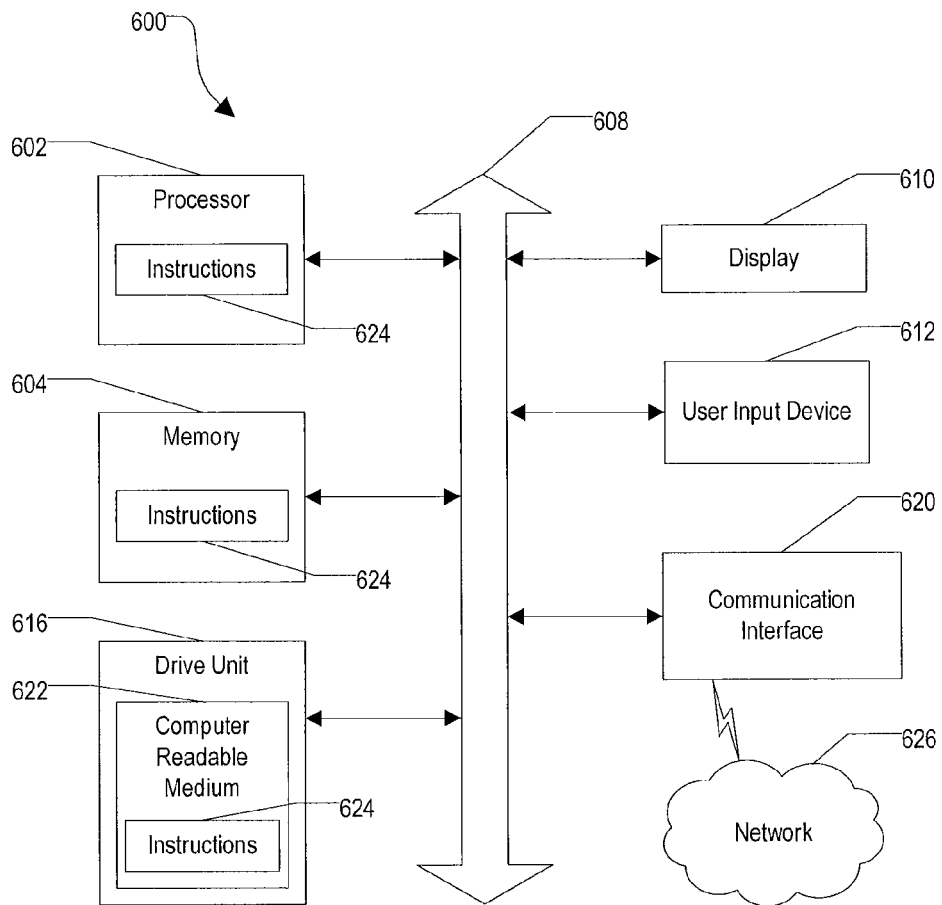 600
602
608
Processor
610
Instructions
Display
624
612
604
User Input Device
Memory
Instructions
620
624
Communication
Interface
616
Drive Unit
622
Computer
Readable
Medium
626
624
Instructions
Network